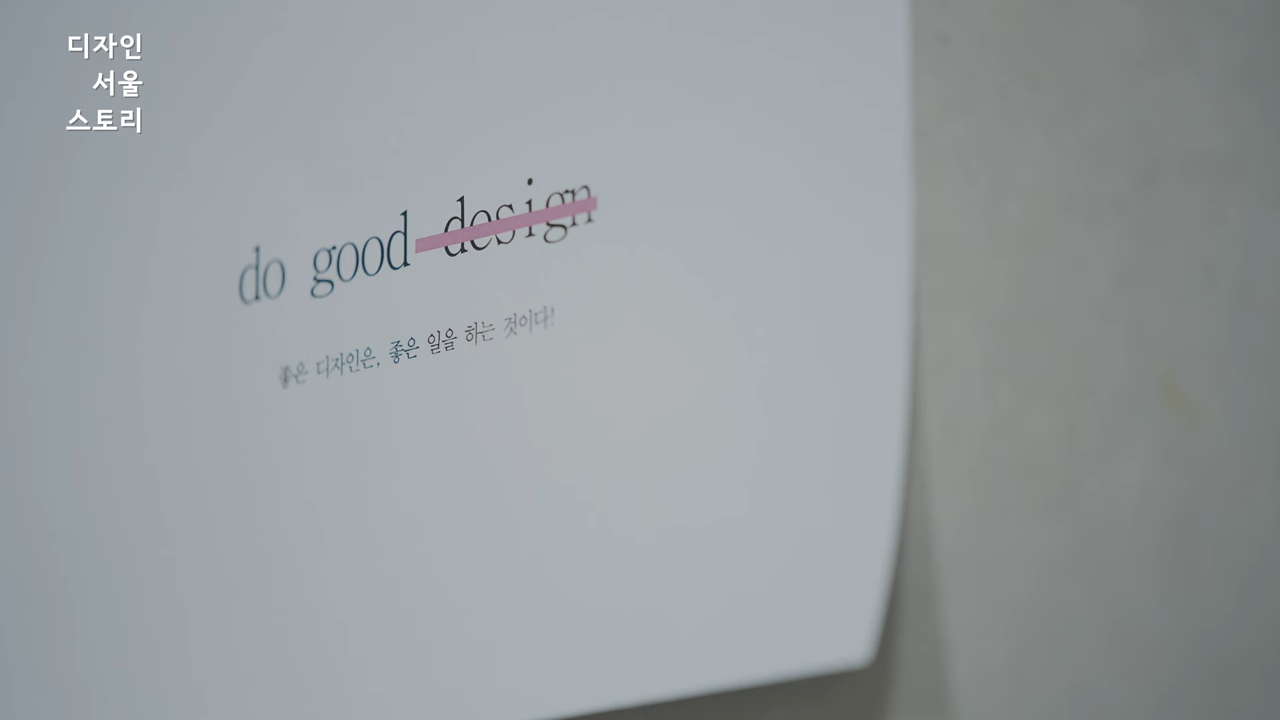 디자인
서울
스토리
do good design
좋은 디자인은, 좋은 일을 하는 것이다!